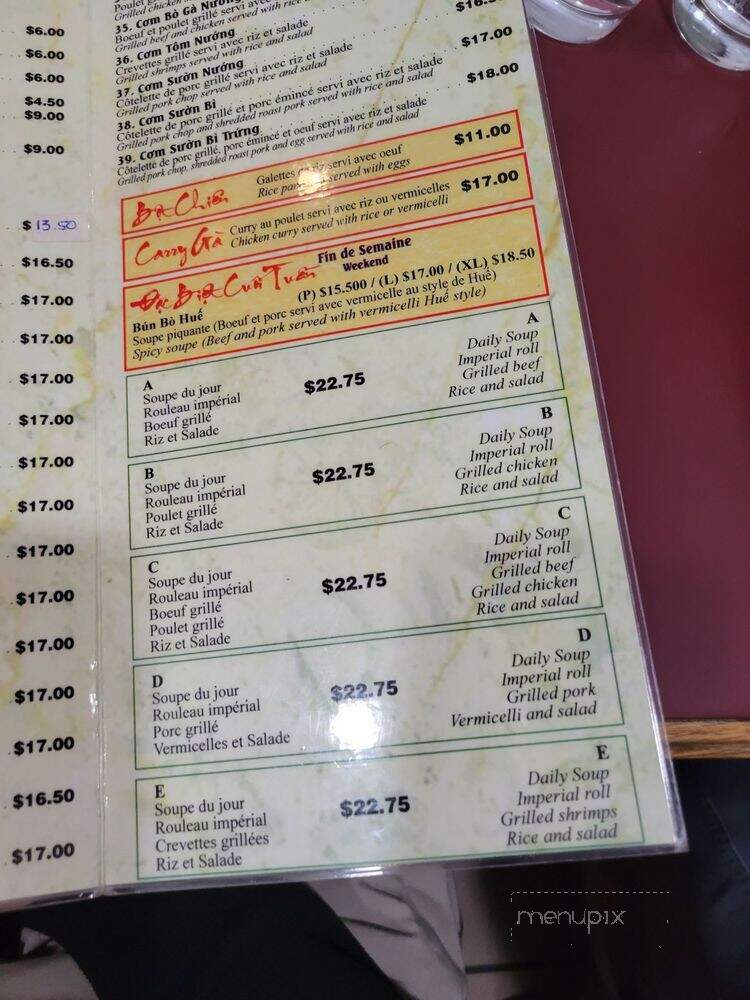 $6.00
$6.00
$6.00
$4.50
$9.00
$9.00
$ 13.50
$16.50
$17.00
$17.00
$17.00
$17.00
$17.00
$17.00
$17.00
$17.00
$17.00
$17.00
$17.00
$16.50
$17.00
Grilled chicken
35. Cơm Bò Gà Nướng
Boeuf et poulet grillé servi avec
Grilled beef and chicken served with rice
36. Cơm Tôm Nướng
Crevettes grillé servi avec riz et salade
Grilled shrimps served with rice and salad
37. Cơm Sườn Nướng $17.00
Côtelette de porc grillé servi avec riz et salade
Grilled pork chop served with rice and salad
38. Cơm Sườn Bì $18.00
Côtelette de porc grillé et porc émincé servi avec riz et salade
Grilled pork chop and shredded roast pork served with rice and salad
39. Cơm Sườn Bì Trứng
Côtelette de porc grillé, porc émincé et oeuf servi avec riz et salade
Grilled pork chop, shredded roast pork and egg served with rice and salad
Bột Chiên Galettes de riz servi avec oeuf $11.00
Rice served with eggs
Carry Gà Curry au poulet servi avec riz ou vermicelles $17.00
Chicken curry served with rice or vermicelli
Đặc Biệt Cuối Tuần Fin de Semaine
Weekend
Bún Bò Huế (P) $15.500 / (L) $17.00 / (XL) $18.50
Soupe piquante (Boeuf et porc servi avec vermicelle au style de Huế)
Spicy soupe (Beef and pork served with vermicelli Huế style)
A A
Soupe du jour Daily Soup
Rouleau impérial $22.75 Imperial roll
Boeuf grillé Grilled beef
Riz et Salade Rice and salad
B B
Soupe du jour Daily Soup
Rouleau impérial $22.75 Imperial roll
Poulet grillé Grilled chicken
Riz et Salade Rice and salad
C C
Soupe du jour Daily Soup
Rouleau impérial $22.75 Imperial roll
Boeuf grillé Grilled beef
Poulet grillé Grilled chicken
Riz et Salade Rice and salad
D D
Soupe du jour Daily Soup
Rouleau impérial $22.75 Imperial roll
Porc grillé Grilled pork
Vermicelles et Salade Vermicelli and salad
E E
Soupe du jour Daily Soup
Rouleau impérial $22.75 Imperial roll
Crevettes grillées Grilled shrimps
Riz et Salade Rice and salad
menupix